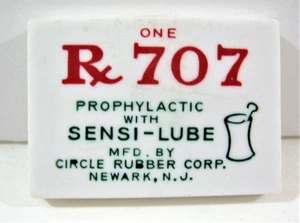 ONE
Rx 707
PROPHYLACTIC
WITH
SENSI-LUBE
MFD. BY
CIRCLE RUBBER CORP.
NEWARK, N.J.